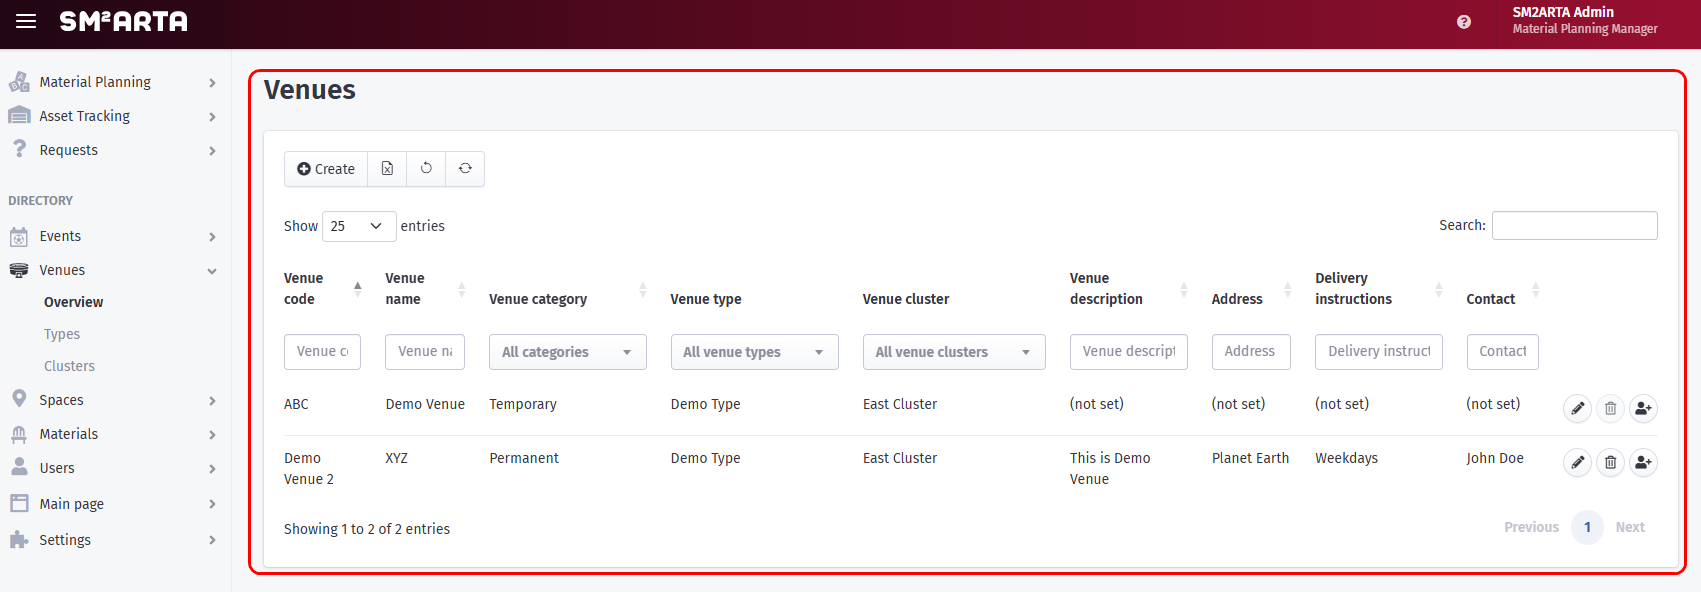 SM2ARTA
SM2ARTA Admin
Material Planning Manager
Material Planning
Asset Tracking
Requests
DIRECTORY
Events
Venues
Overview
Types
Clusters
Spaces
Materials
Users
Main page
Settings
Venues
Create
Show 25 entries
Search:
Venue code Venue name Venue category Venue type Venue cluster Venue description Address Delivery instructions Contact
Venue c Venue na All categories All venue types All venue clusters Venue descript Address Delivery instruct Contact
ABC Demo Venue Temporary Demo Type East Cluster (not set) (not set) (not set) (not set)
Demo Venue 2 XYZ Permanent Demo Type East Cluster This is Demo Venue Planet Earth Weekdays John Doe
Showing 1 to 2 of 2 entries
Previous 1 Next